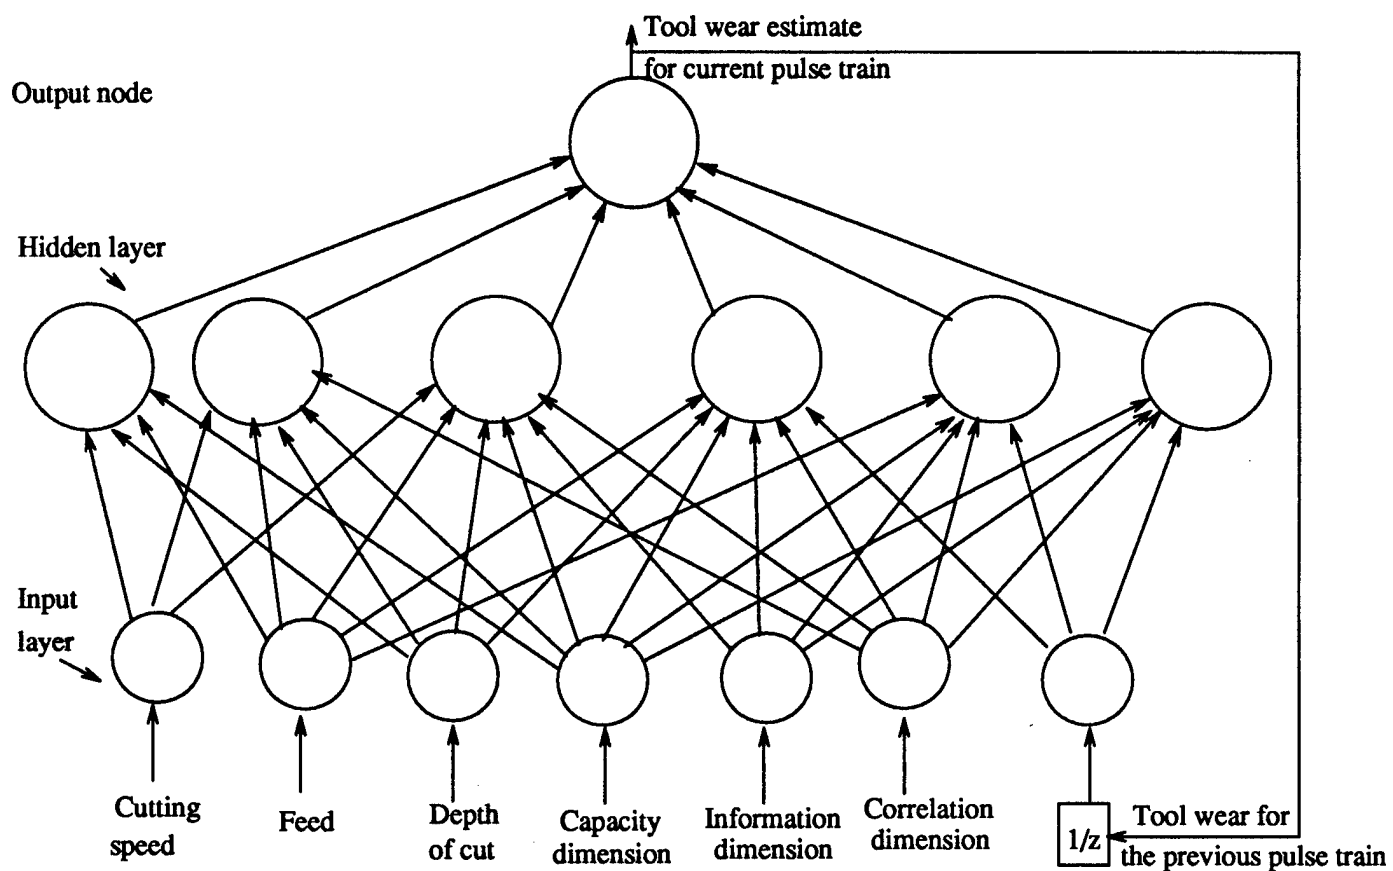 Tool wear estimate
for current pulse train
Output node
Hidden layer
Input
layer
Cutting
speed
Feed
Depth
of cut
Capacity
dimension
Information
dimension
Correlation
dimension
1/z
Tool wear for
the previous pulse train